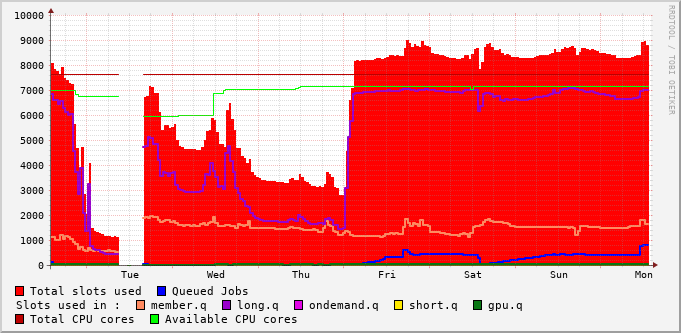 RRDTOOL / TOBI OETIKER
10000
9000
8000
7000
6000
5000
4000
3000
2000
1000
0
Tue Wed Thu Fri Sat Sun Mon
Total slots used Queued Jobs
Slots used in : member.q long.q ondemand.q short.q gpu.q
Total CPU cores Available CPU cores